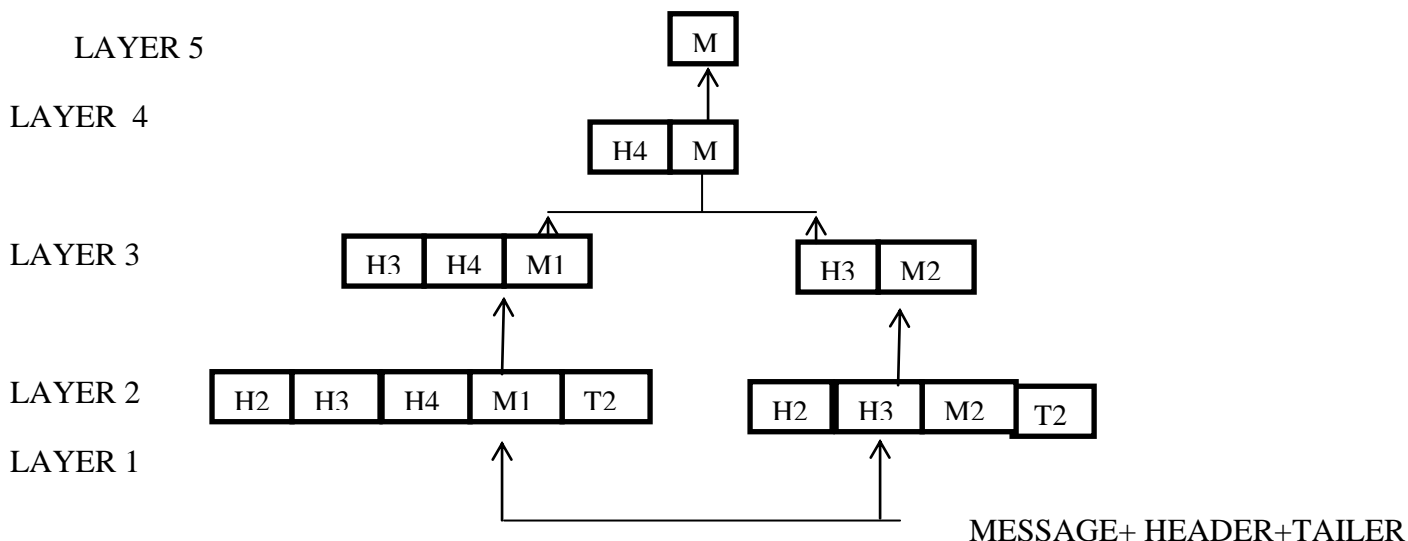 LAYER 5 M
LAYER 4
H4 M
LAYER 3 H3 H4 M1 H3 M2
LAYER 2 H2 H3 H4 M1 T2 H2 H3 M2 T2
LAYER 1
MESSAGE+ HEADER+TAILER